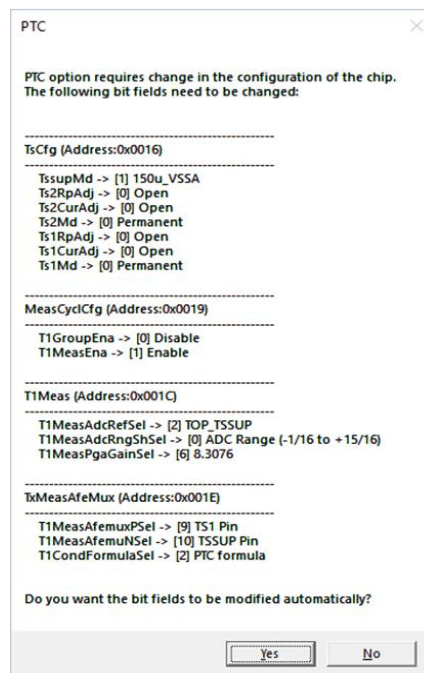 PTC
PTC option requires change in the configuration of the chip.
The following bit fields need to be changed:
----------------------------------------------------
TsCfg (Address:0x0016)
----------------------------------------------------
TssupMd -> [1] 150u_VSSA
Ts2RpAdj -> [0] Open
Ts2CurAdj -> [0] Open
Ts2Md -> [0] Permanent
Ts1RpAdj -> [0] Open
Ts1CurAdj -> [0] Open
Ts1Md -> [0] Permanent
----------------------------------------------------
MeasCyclCfg (Address:0x0019)
----------------------------------------------------
T1GroupEna -> [0] Disable
T1MeasEna -> [1] Enable
----------------------------------------------------
T1Meas (Address:0x001C)
----------------------------------------------------
T1MeasAdcRefSel -> [2] TOP_TSSUP
T1MeasAdcRngShSel -> [0] ADC Range (-1/16 to +15/16)
T1MeasPgaGainSel -> [6] 8.3076
----------------------------------------------------
TxMeasAfeMux (Address:0x001E)
----------------------------------------------------
T1MeasAfemuxPSel -> [9] TS1 Pin
T1MeasAfemuNSel -> [10] TSSUP Pin
T1CondFormulaSel -> [2] PTC formula
Do you want the bit fields to be modified automatically?
Yes No